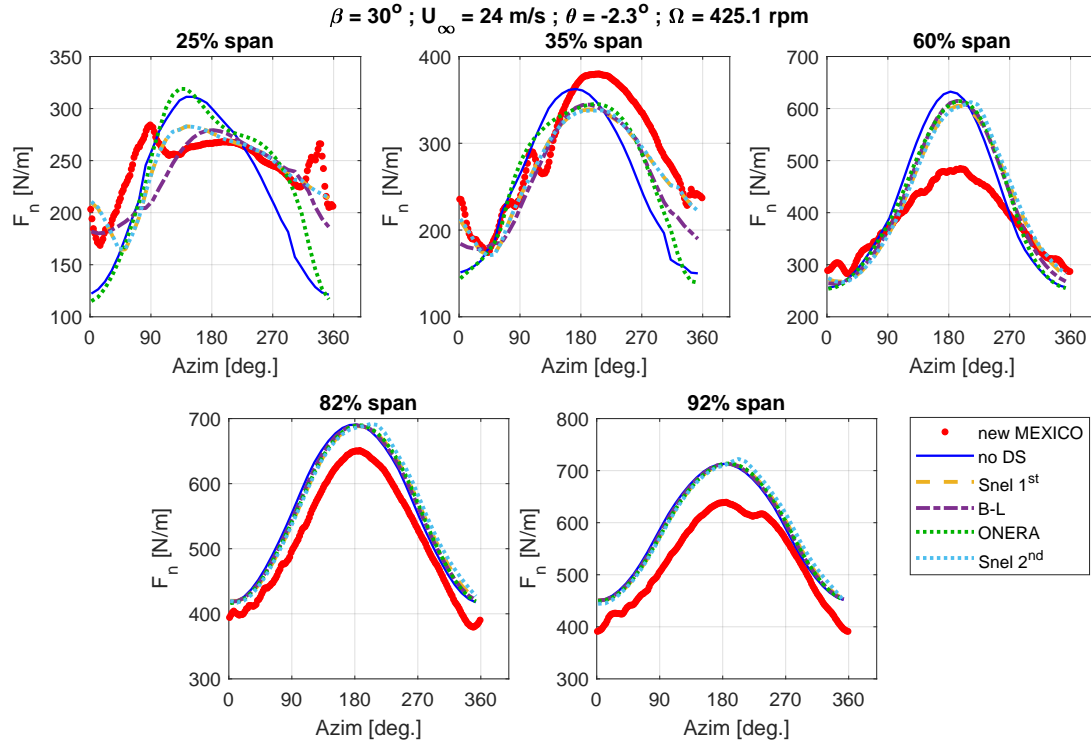 β = 30° ; U∞ = 24 m/s ; θ = -2.3° ; Ω = 425.1 rpm
25% span
350
300
250
200
150
100
Fn [N/m]
0 90 180 270 360
Azim [deg.]
35% span
400
300
200
100
Fn [N/m]
0 90 180 270 360
Azim [deg.]
60% span
700
600
500
400
300
200
Fn [N/m]
0 90 180 270 360
Azim [deg.]
82% span
700
600
500
400
300
Fn [N/m]
0 90 180 270 360
Azim [deg.]
92% span
800
700
600
500
400
300
Fn [N/m]
0 90 180 270 360
Azim [deg.]
new MEXICO
no DS
Snel 1st
B-L
ONERA
Snel 2nd